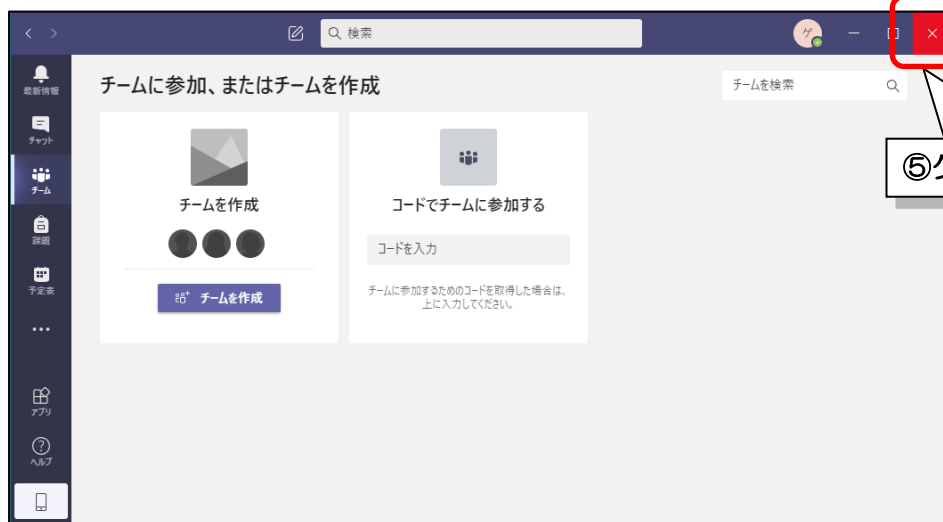 検索
ゲ
最新情報
チームに参加、またはチームを作成
チームを検索
チャット
チーム
チームを作成
コードでチームに参加する
課題
コードを入力
予定表
チームを作成
チームに参加するためのコードを取得した場合は、
上に入力してください。
アプリ
ヘルプ
⑤ク